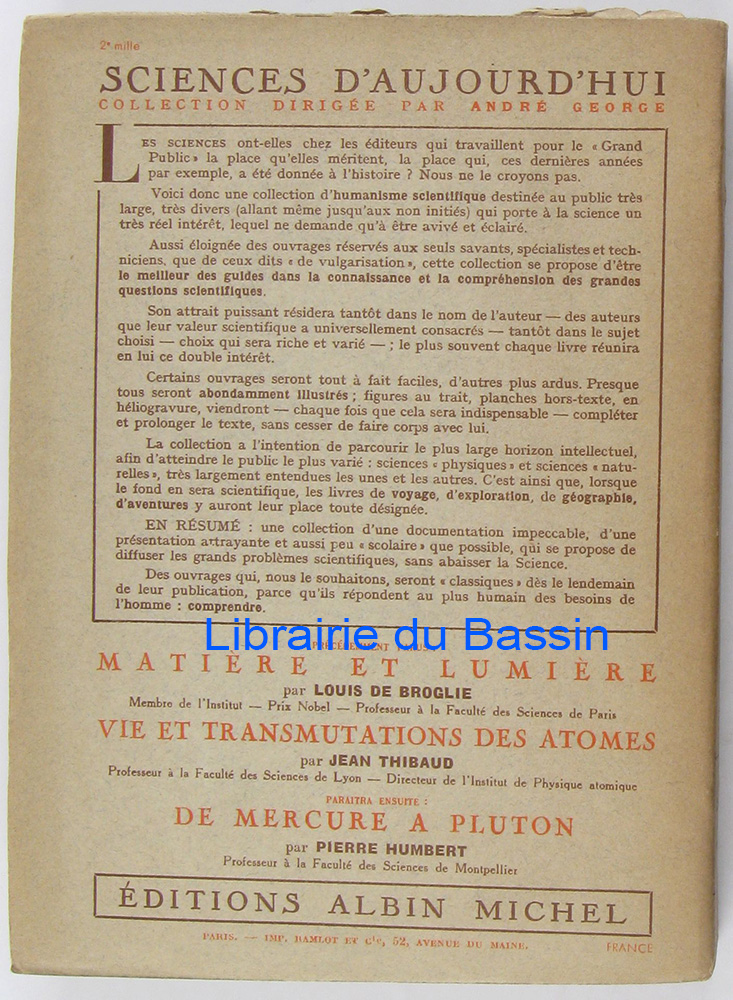 2e mille
SCIENCES D'AUJOURD'HUI
COLLECTION DIRIGÉE PAR ANDRÉ GEORGE
LES SCIENCES ont-elles chez les éditeurs qui travaillent pour le « Grand
Public » la place qu'elles méritent, la place qui, ces dernières années
par exemple, a été donnée à l'histoire ? Nous ne le croyons pas.
Voici donc une collection d'humanisme scientifique destinée au public très
large, très divers (allant même jusqu'aux non initiés) qui porte à la science un
très réel intérêt, lequel ne demande qu'à être avivé et éclairé.
Aussi éloignée des ouvrages réservés aux seuls savants, spécialistes et tech-
niciens, que de ceux dits « de vulgarisation », cette collection se propose d'être
le meilleur des guides dans la connaissance et la compréhension des grandes
questions scientifiques.
Son attrait puissant résidera tantôt dans le nom de l'auteur — des auteurs
que leur valeur scientifique a universellement consacrés — tantôt dans le sujet
choisi — choix qui sera riche et varié — ; le plus souvent chaque livre réunira
en lui ce double intérêt.
Certains ouvrages seront tout à fait faciles, d'autres plus ardus. Presque
tous seront abondamment illustrés ; figures au trait, planches hors-texte, en
héliogravure, viendront — chaque fois que cela sera indispensable — compléter
et prolonger le texte, sans cesser de faire corps avec lui.
La collection a l'intention de parcourir le plus large horizon intellectuel,
afin d'atteindre le public le plus varié : sciences « physiques » et sciences « natu-
relles », très largement entendues les unes et les autres. C'est ainsi que, lorsque
le fond en sera scientifique, les livres de voyage, d'exploration, de géographie,
d'aventures y auront leur place toute désignée.
EN RÉSUMÉ : une collection d'une documentation impeccable, d'une
présentation attrayante et aussi peu « scolaire » que possible, qui se propose de
diffuser les grands problèmes scientifiques, sans abaisser la Science.
Des ouvrages qui, nous le souhaitons, seront « classiques » dès le lendemain
de leur publication, parce qu'ils répondent au plus humain des besoins de
l'homme : comprendre.
Librairie du Bassin
PRÉCÉDEMMENT PARUS :
MATIÈRE ET LUMIÈRE
par LOUIS DE BROGLIE
Membre de l'Institut — Prix Nobel — Professeur à la Faculté des Sciences de Paris
VIE ET TRANSMUTATIONS DES ATOMES
par JEAN THIBAUD
Professeur à la Faculté des Sciences de Lyon — Directeur de l'Institut de Physique atomique
PARAITRA ENSUITE :
DE MERCURE A PLUTON
par PIERRE HUMBERT
Professeur à la Faculté des Sciences de Montpellier
ÉDITIONS ALBIN MICHEL
PARIS. — IMP. RAMLOT ET Cie, 52, AVENUE DU MAINE.
FRANCE